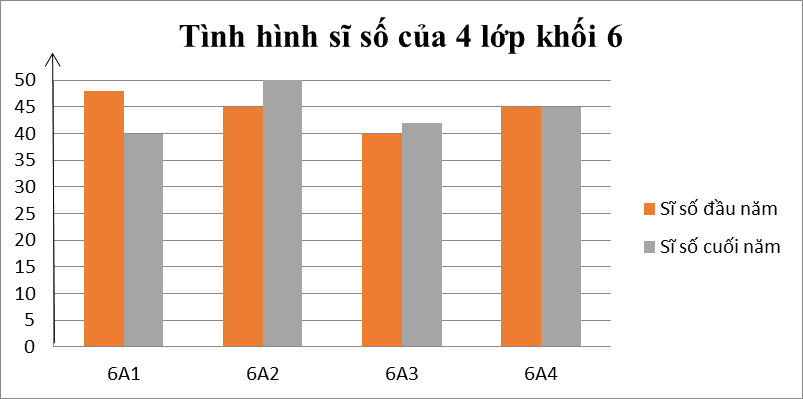 Tình hình sĩ số của 4 lớp khối 6
50
45
40
35
30
25
20
15
10
5
0
6A1 6A2 6A3 6A4
Sĩ số đầu năm
Sĩ số cuối năm